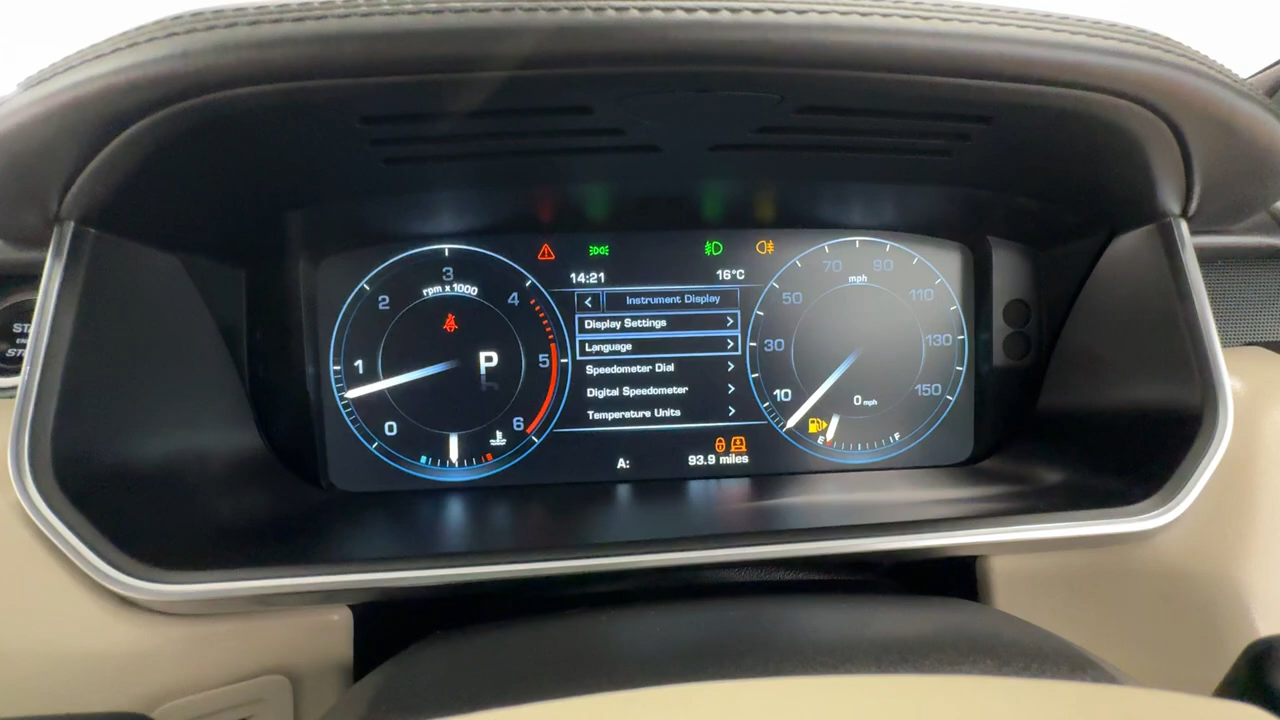 3
2
4
rpm x 1000
1
5
P
0
6
14:21
16°C
<
Instrument Display
Display Settings >
Language >
Speedometer Dial >
Digital Speedometer >
Temperature Units >
A:
93.9 miles
70
90
mph
50
110
30
130
10
150
0 mph
E
F